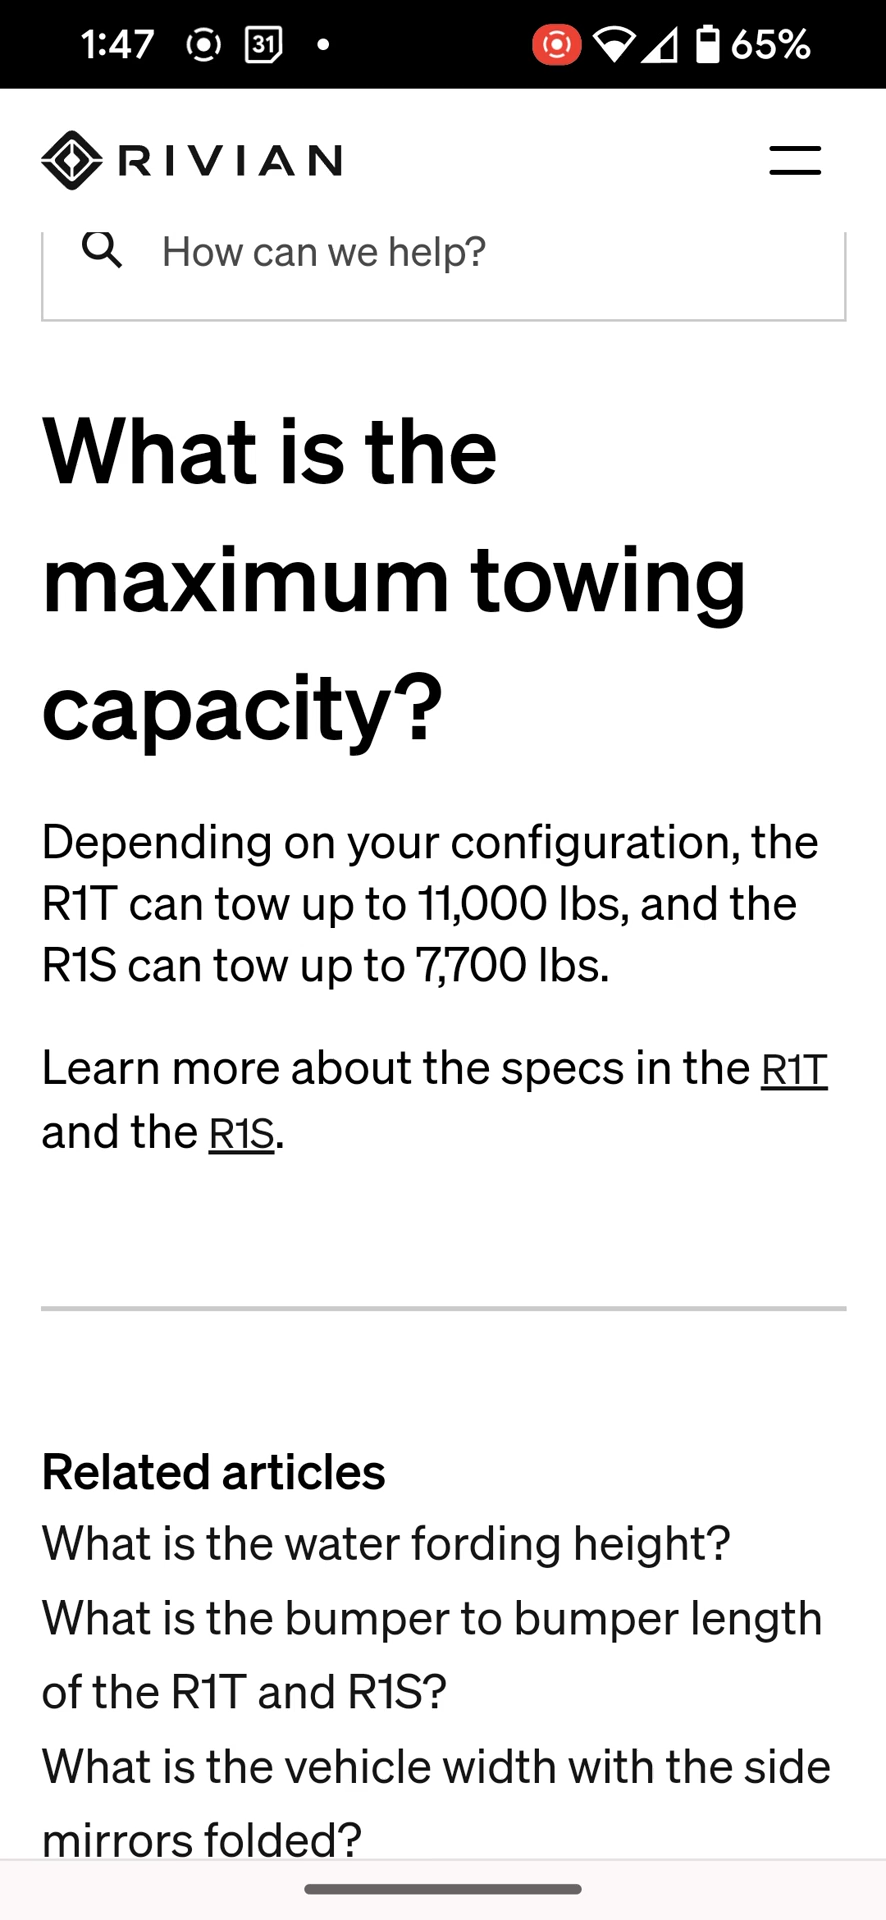 1:47 31 65%
RIVIAN
How can we help?
What is the
maximum towing
capacity?
Depending on your configuration, the
R1T can tow up to 11,000 lbs, and the
R1S can tow up to 7,700 lbs.
Learn more about the specs in the R1T
and the R1S.
Related articles
What is the water fording height?
What is the bumper to bumper length
of the R1T and R1S?
What is the vehicle width with the side
mirrors folded?